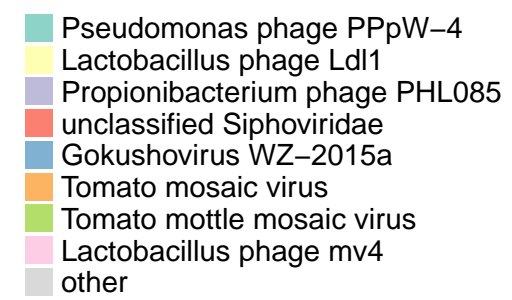 Pseudomonas phage PPpW−4
Lactobacillus phage Ldl1
Propionibacterium phage PHL085
unclassified Siphoviridae
Gokushovirus WZ−2015a
Tomato mosaic virus
Tomato mottle mosaic virus
Lactobacillus phage mv4
other